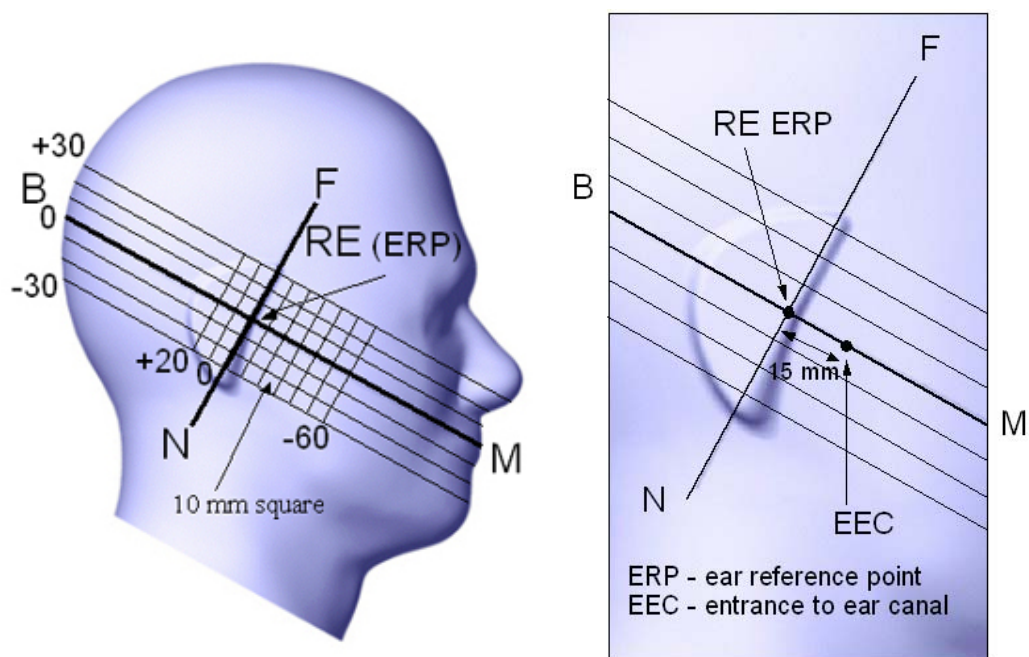 +30
B
0
-30
F
RE (ERP)
+20
0
N
-60
M
10 mm square
F
RE ERP
B
15 mm
M
N
EEC
ERP - ear reference point
EEC - entrance to ear canal